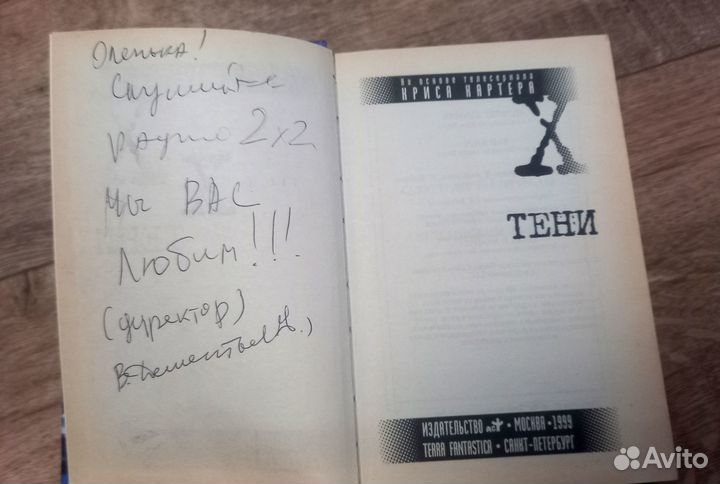 Оленька!
Слушайте
радио 2х2
Мы ВАС
Любим!!!
(директор)
На основе телесериала
КРИСА КАРТЕРА
X
ТЕНИ
ИЗДАТЕЛЬСТВО АСТ • МОСКВА • 1999
TERRA FANTASTICA • САНКТ-ПЕТЕРБУРГ
Avito